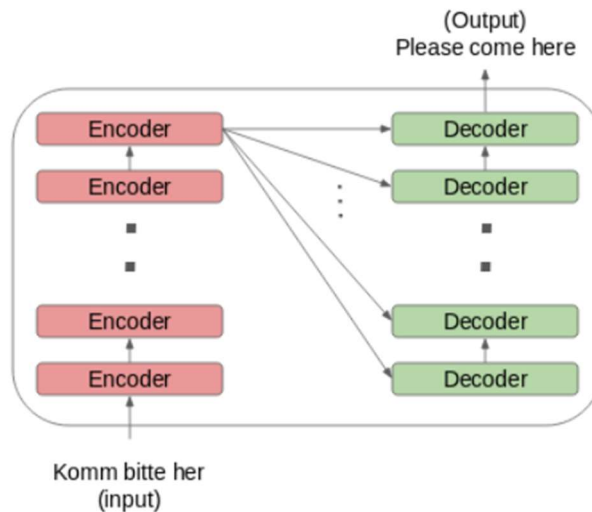 (Output)
Please come here
Encoder
Decoder
Encoder
Decoder
Encoder
Decoder
Encoder
Decoder
Komm bitte her
(input)